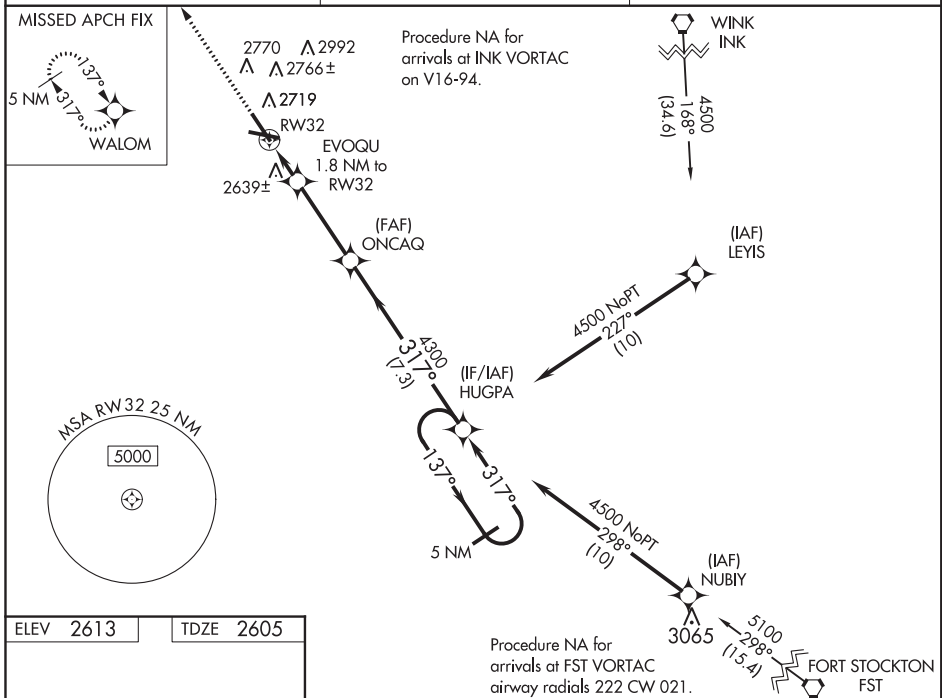 MISSED APCH FIX
5 NM
137°
317°
WALOM
2770
2992
2766±
2719
RW32
2639±
EVOQU
1.8 NM to
RW32
Procedure NA for
arrivals at INK VORTAC
on V16-94.
WINK
INK
4500
168°
(34.6)
(FAF)
ONCAQ
(IAF)
LEYIS
4500 NoPT
227°
(10)
4300
317°
(7.3)
(IF/IAF)
HUGPA
137°
317°
5 NM
MSA RW32 25 NM
5000
4500 NoPT
298°
(10)
(IAF)
NUBIY
3065
5100
298°
(15.4)
FORT STOCKTON
FST
ELEV 2613
TDZE 2605
Procedure NA for
arrivals at FST VORTAC
airway radials 222 CW 021.